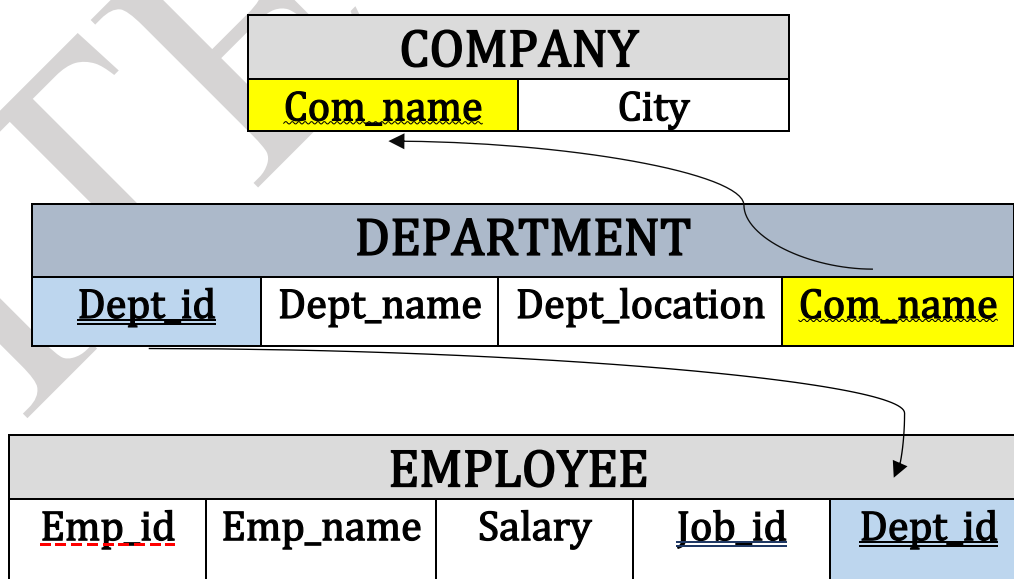 COMPANY
Com_name City
DEPARTMENT
Dept_id Dept_name Dept_location Com_name
EMPLOYEE
Emp_id Emp_name Salary Job_id Dept_id